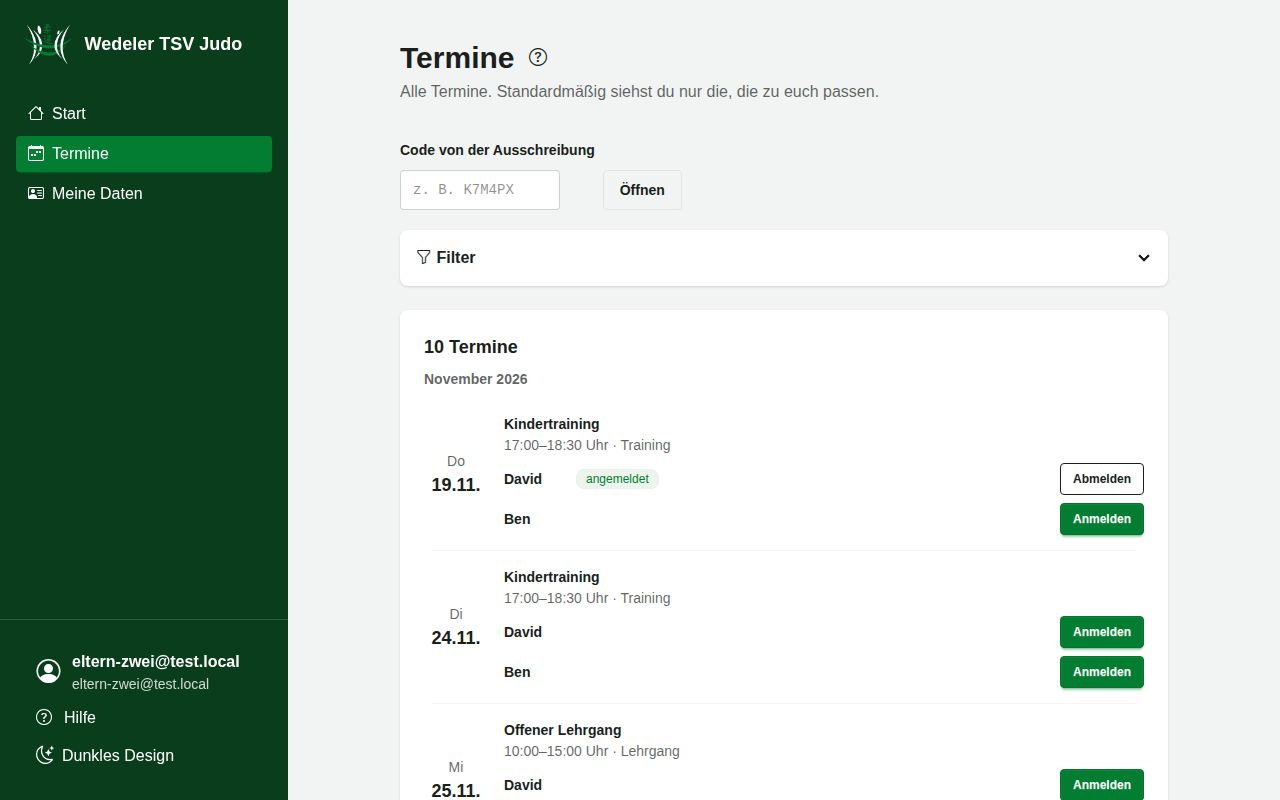 Wedeler TSV Judo
Start
Termine
Meine Daten
eltern-zwei@test.local
eltern-zwei@test.local
Hilfe
Dunkles Design
Termine
Alle Termine. Standardmäßig siehst du nur die, die zu euch passen.
Code von der Ausschreibung
z. B. K7M4PX
Öffnen
Filter
10 Termine
November 2026
Do
19.11.
Kindertraining
17:00–18:30 Uhr · Training
David angemeldet Abmelden
Ben Anmelden
Di
24.11.
Kindertraining
17:00–18:30 Uhr · Training
David Anmelden
Ben Anmelden
Mi
25.11.
Offener Lehrgang
10:00–15:00 Uhr · Lehrgang
David Anmelden